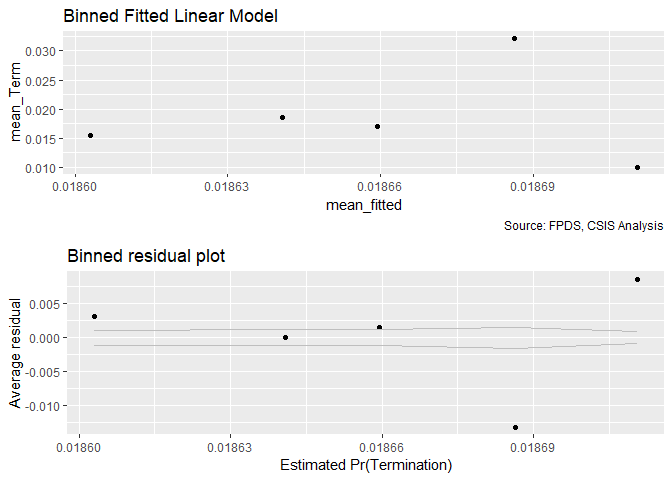 Binned Fitted Linear Model
mean_Term
0.030
0.025
0.020
0.015
0.010
0.01860
0.01863
0.01866
0.01869
mean_fitted
Source: FPDS, CSIS Analysis
Binned residual plot
Average residual
0.005
0.000
-0.005
-0.010
0.01860
0.01863
0.01866
0.01869
Estimated Pr(Termination)